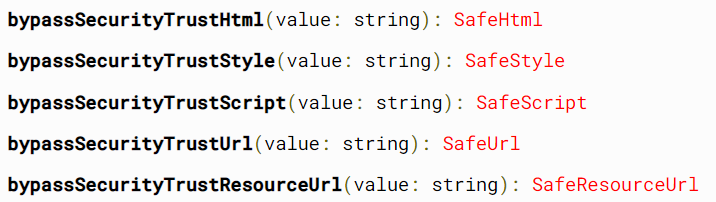 bypassSecurityTrustHtml(value: string): SafeHtml
bypassSecurityTrustStyle(value: string): SafeStyle
bypassSecurityTrustScript(value: string): SafeScript
bypassSecurityTrustUrl(value: string): SafeUrl
bypassSecurityTrustResourceUrl(value: string): SafeResourceUrl